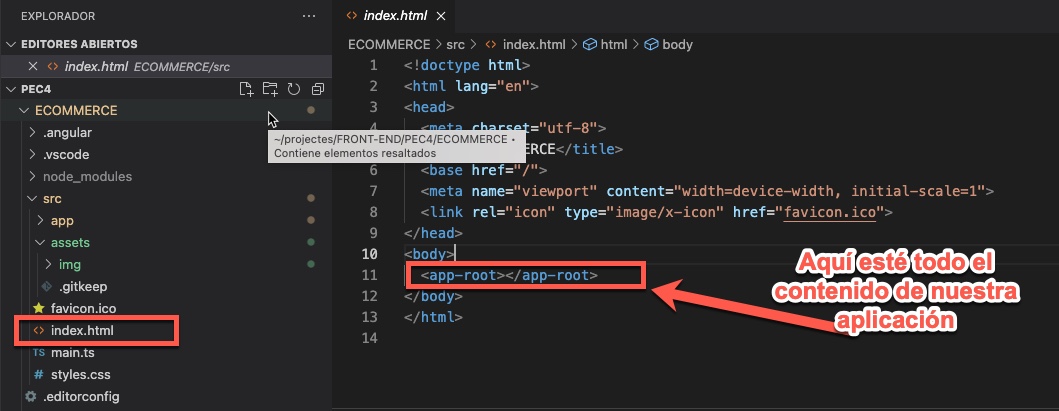 EXPLORADOR ···
EDITORES ABIERTOS
index.html ECOMMERCE/src
PEC4
ECOMMERCE
.angular
.vscode
node_modules
src
app
assets
img
.gitkeep
favicon.ico
index.html
TS main.ts
# styles.css
.editorconfig
~/projectes/FRONT-END/PEC4/ECOMMERCE •
Contiene elementos resaltados
index.html
ECOMMERCE > src > index.html > html > body
1 <!doctype html>
2 <html lang="en">
3 <head>
4 <meta charset="utf-8">
MERCE</title>
6 <base href="/">
7 <meta name="viewport" content="width=device-width, initial-scale=1">
8 <link rel="icon" type="image/x-icon" href="favicon.ico">
9 </head>
10 <body>
11 <app-root></app-root>
12 </body>
13 </html>
14
Aquí esté todo el
contenido de nuestra
aplicación